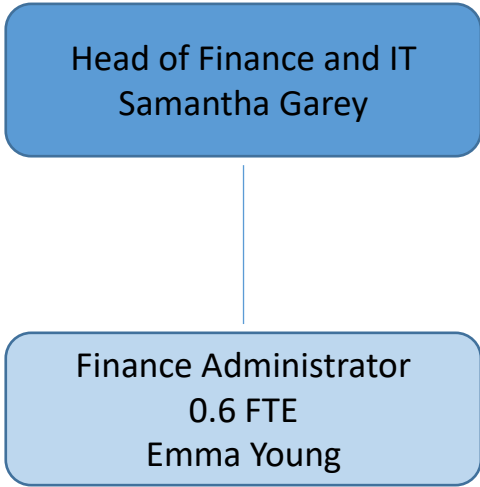 Head of Finance and IT
Samantha Garey
Finance Administrator
0.6 FTE
Emma Young